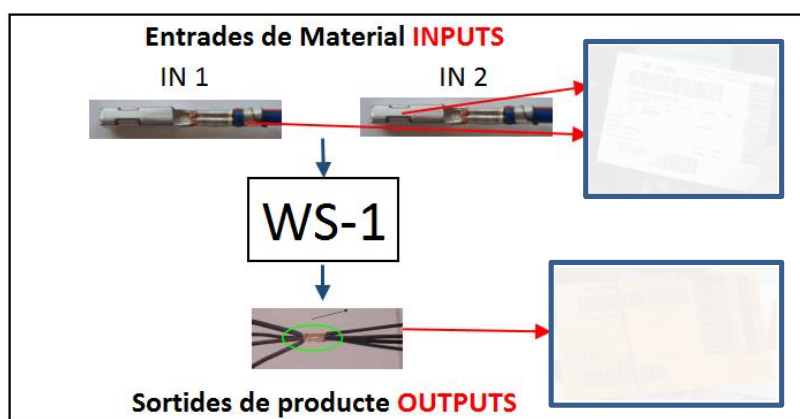 Entrades de Material INPUTS
IN 1
IN 2
WS-1
Sortides de producte OUTPUTS